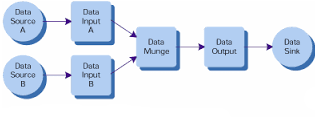 Data
Source
A
Data
Input
A
Data
Source
B
Data
Input
B
Data
Munge
Data
Output
Data
Sink